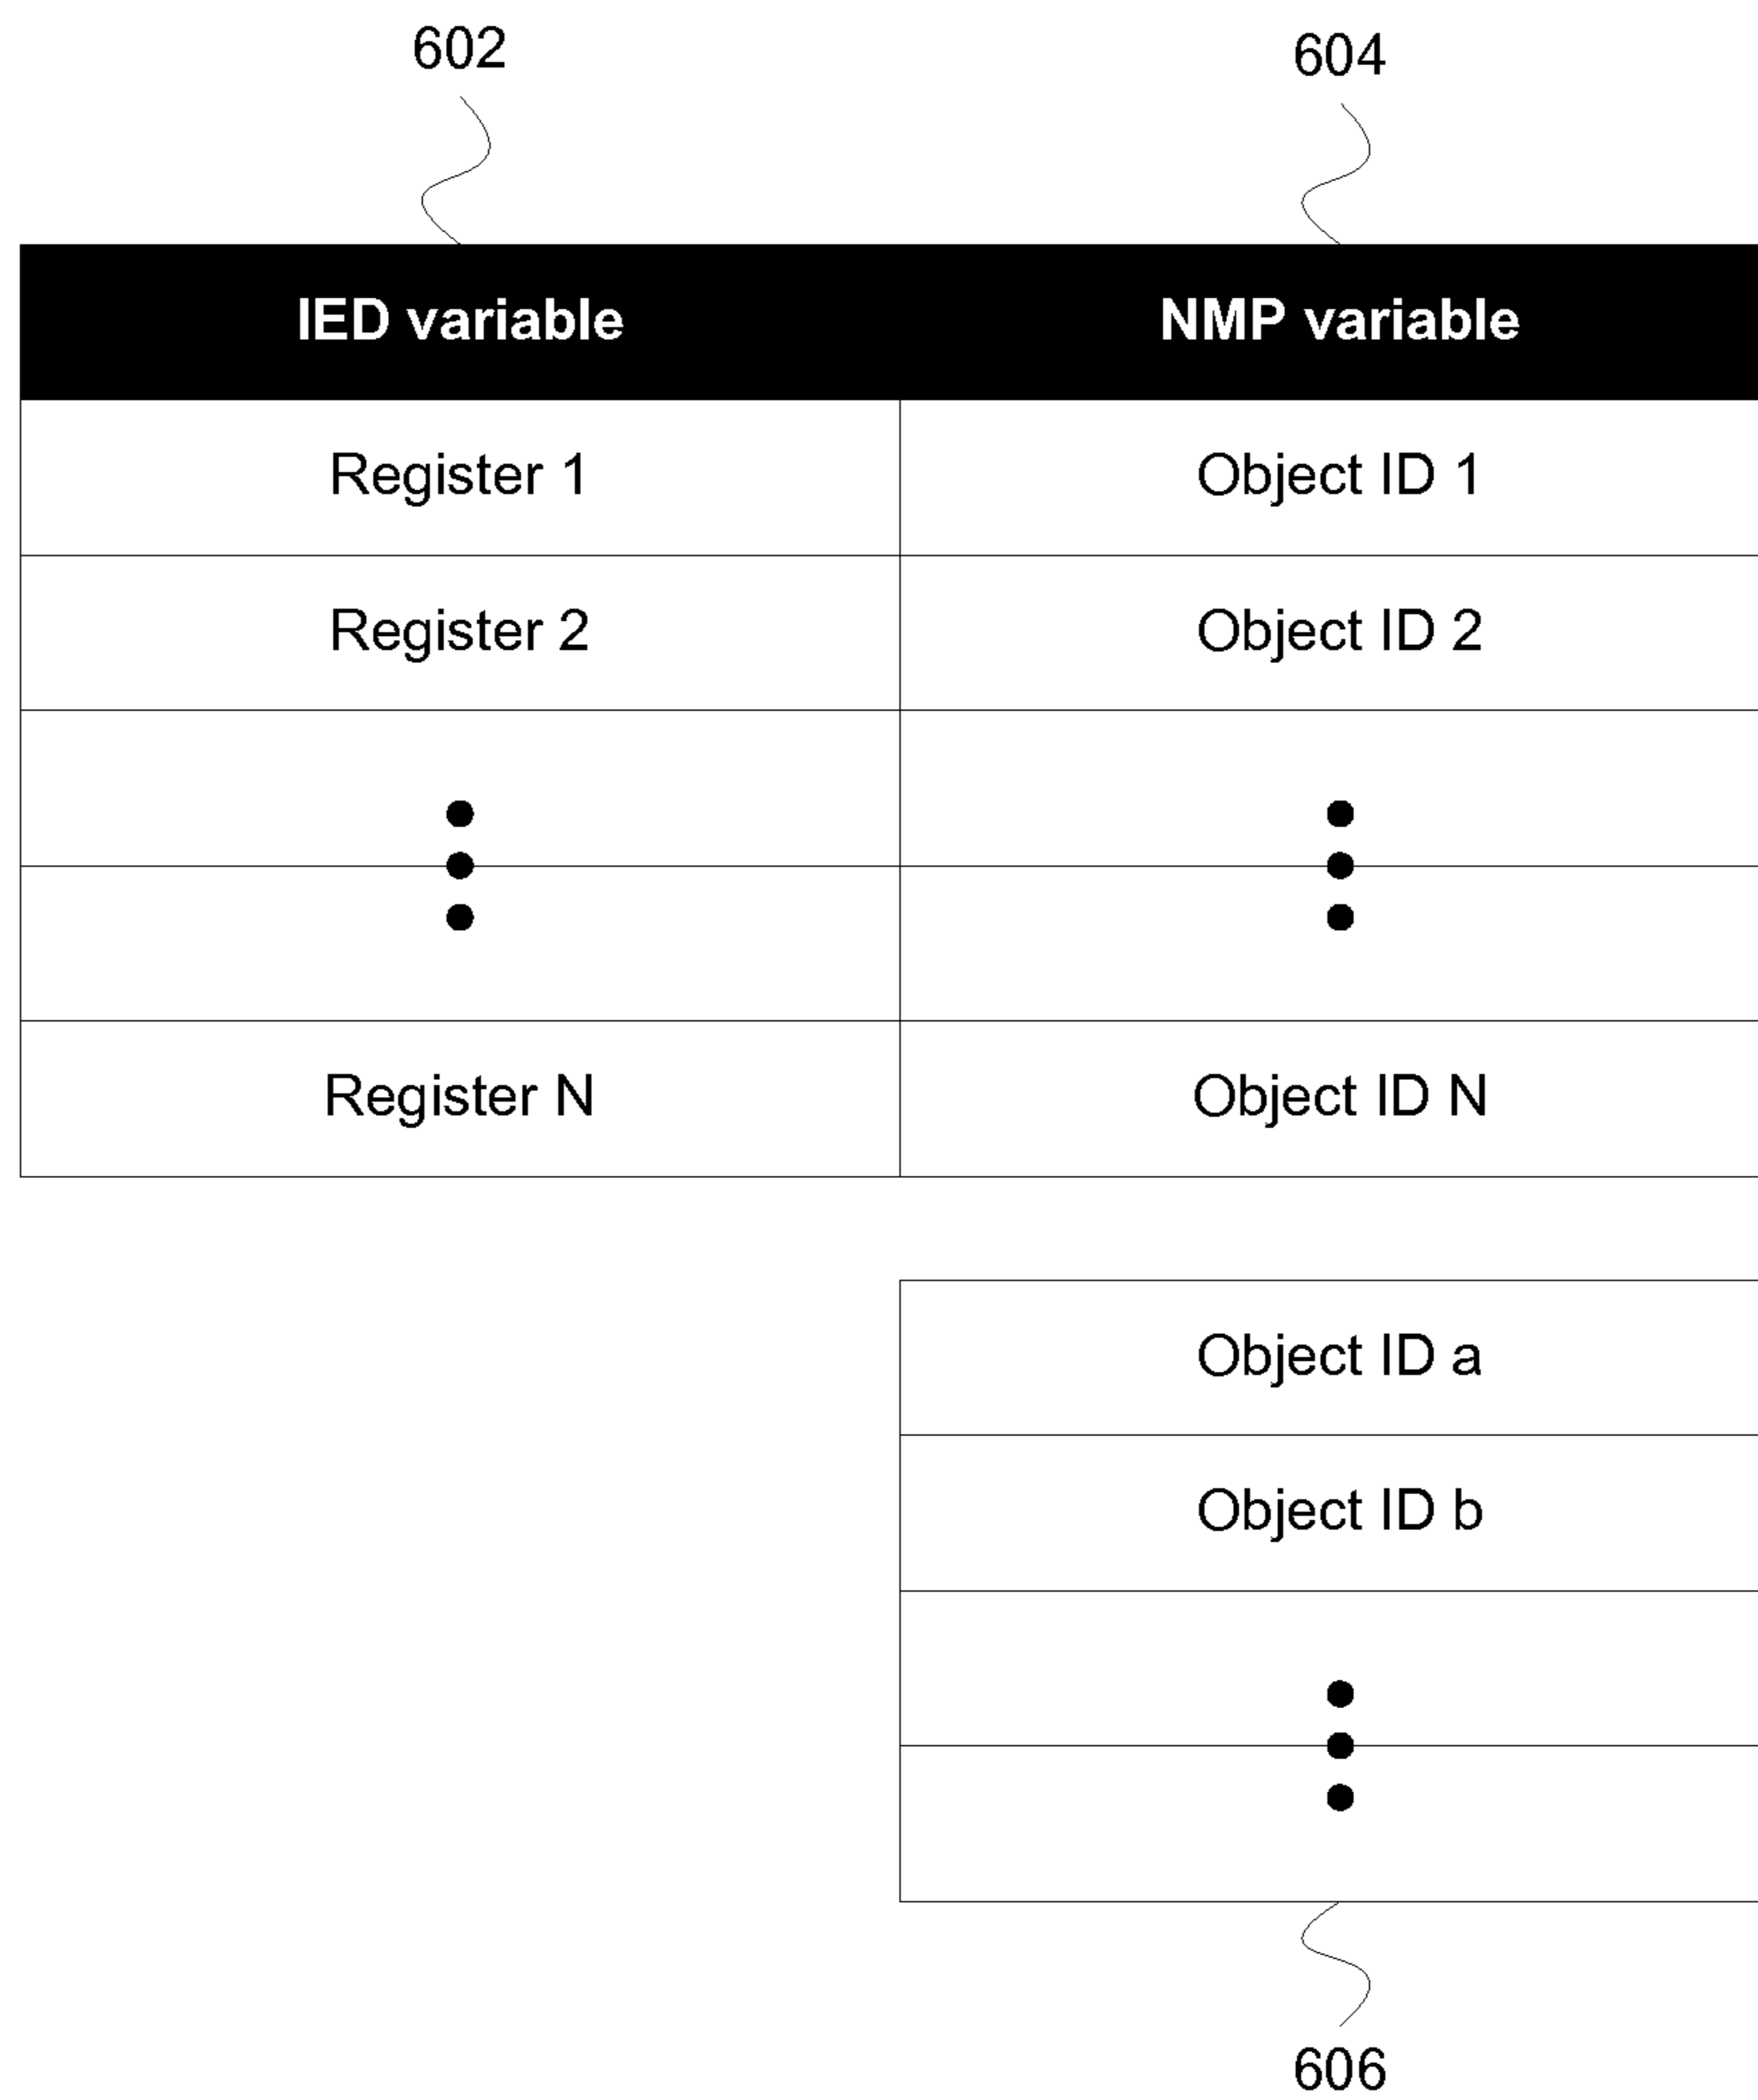 602 604
IED variable NMP variable
Register 1 Object ID 1
Register 2 Object ID 2
Register N Object ID N
Object ID a
Object ID b
606